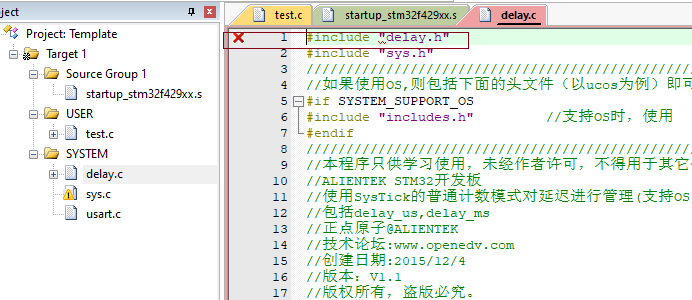 ject
Project: Template
Target 1
Source Group 1
startup_stm32f429xx.s
USER
test.c
SYSTEM
delay.c
sys.c
usart.c
test.c
startup_stm32f429xx.s
delay.c
1 #include "delay.h"
2 #include "sys.h"
3 ////////////////////////////////////////////////
4 //如果使用OS,则包括下面的头文件（以ucos为例）即可
5 #if SYSTEM_SUPPORT_OS
6 #include "includes.h" //支持OS时，使用
7 #endif
8 ////////////////////////////////////////////////
9 //本程序只供学习使用，未经作者许可，不得用于其它
10 //ALIENTEK STM32开发板
11 //使用SysTick的普通计数模式对延迟进行管理(支持OS
12 //包括delay_us,delay_ms
13 //正点原子@ALIENTEK
14 //技术论坛:www.openedv.com
15 //创建日期:2015/12/4
16 //版本：V1.1
17 //版权所有，盗版必究。